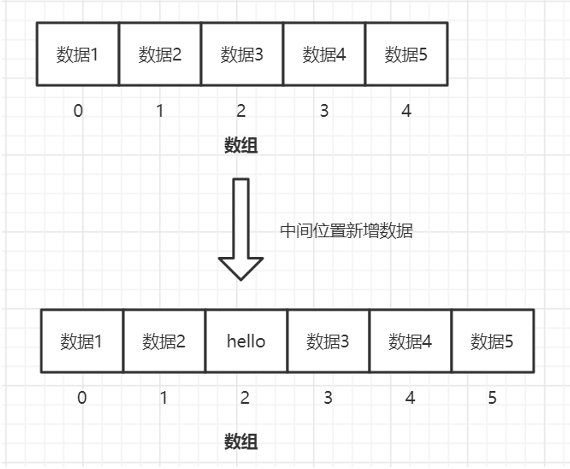 数据1 数据2 数据3 数据4 数据5
0 1 2 3 4
数组
中间位置新增数据
数据1 数据2 hello 数据3 数据4 数据5
0 1 2 3 4 5
数组